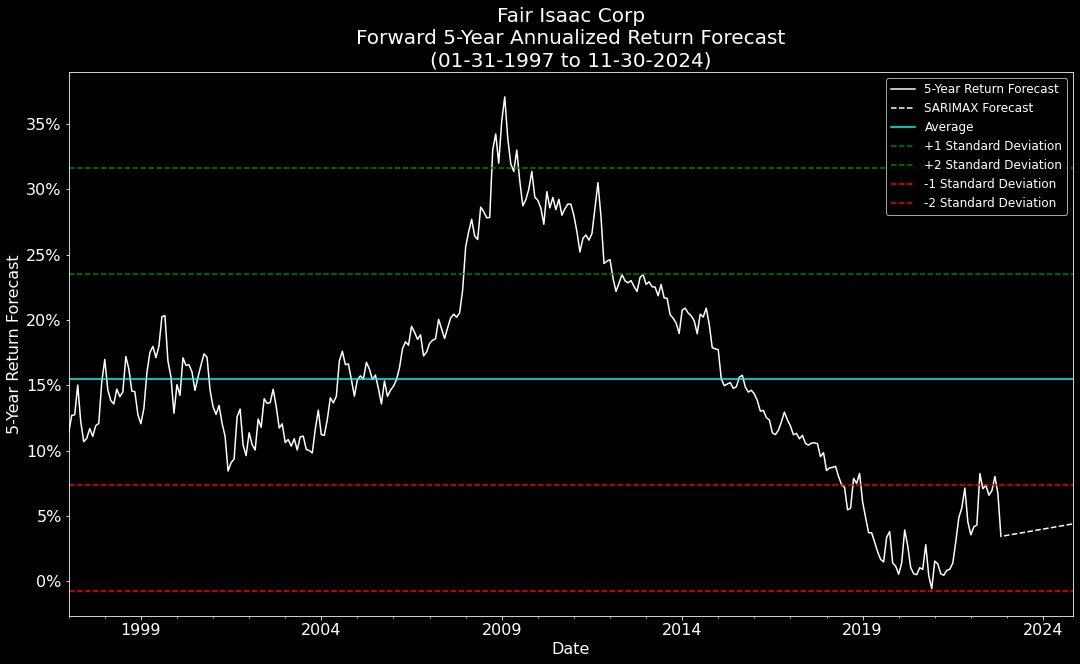 Fair Isaac Corp
Forward 5-Year Annualized Return Forecast
(01-31-1997 to 11-30-2024)
5-Year Return Forecast
SARIMAX Forecast
Average
+1 Standard Deviation
+2 Standard Deviation
-1 Standard Deviation
-2 Standard Deviation
5-Year Return Forecast
35%
30%
25%
20%
15%
10%
5%
0%
1999
2004
2009
2014
2019
2024
Date